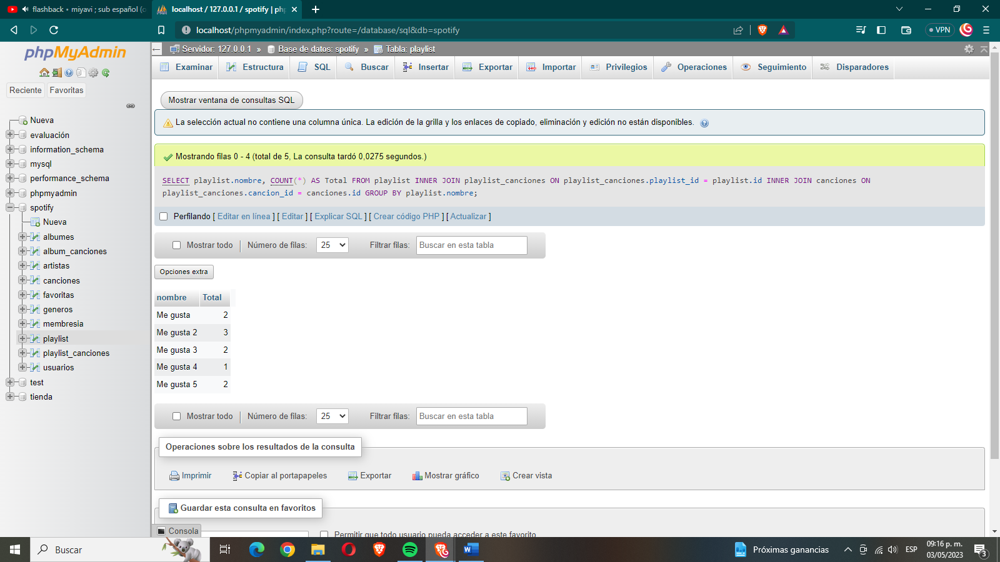 flashback • miyavi ; sub español (o
localhost / 127.0.0.1 / spotify | php
localhost/phpmyadmin/index.php?route=/database/sql&db=spotify
VPN
phpMyAdmin
Reciente
Favoritas
Nueva
evaluación
information_schema
mysql
performance_schema
phpmyadmin
spotify
Nueva
albumes
album_canciones
artistas
canciones
favoritas
generos
membresia
playlist
playlist_canciones
usuarios
test
tienda
Servidor: 127.0.0.1 » Base de datos: spotify » Tabla: playlist
Examinar Estructura SQL Buscar Insertar Exportar Importar Privilegios Operaciones Seguimiento Disparadores
Mostrar ventana de consultas SQL
La selección actual no contiene una columna única. La edición de la grilla y los enlaces de copiado, eliminación y edición no están disponibles.
Mostrando filas 0 - 4 (total de 5, La consulta tardó 0,0275 segundos.)
SELECT playlist.nombre, COUNT(*) AS Total FROM playlist INNER JOIN playlist_canciones ON playlist_canciones.playlist_id = playlist.id INNER JOIN canciones ON
playlist_canciones.cancion_id = canciones.id GROUP BY playlist.nombre;
Perfilando [ Editar en línea ] [ Editar ] [ Explicar SQL ] [ Crear código PHP ] [ Actualizar ]
Mostrar todo Número de filas: 25 Filtrar filas: Buscar en esta tabla
Opciones extra
nombre Total
Me gusta 2
Me gusta 2 3
Me gusta 3 2
Me gusta 4 1
Me gusta 5 2
Mostrar todo Número de filas: 25 Filtrar filas: Buscar en esta tabla
Operaciones sobre los resultados de la consulta
Imprimir Copiar al portapapeles Exportar Mostrar gráfico Crear vista
Guardar esta consulta en favoritos
Consola
Permitir que todo usuario pueda acceder a este favorito
Buscar
Próximas ganancias
ESP
09:16 p. m.
03/05/2023
3